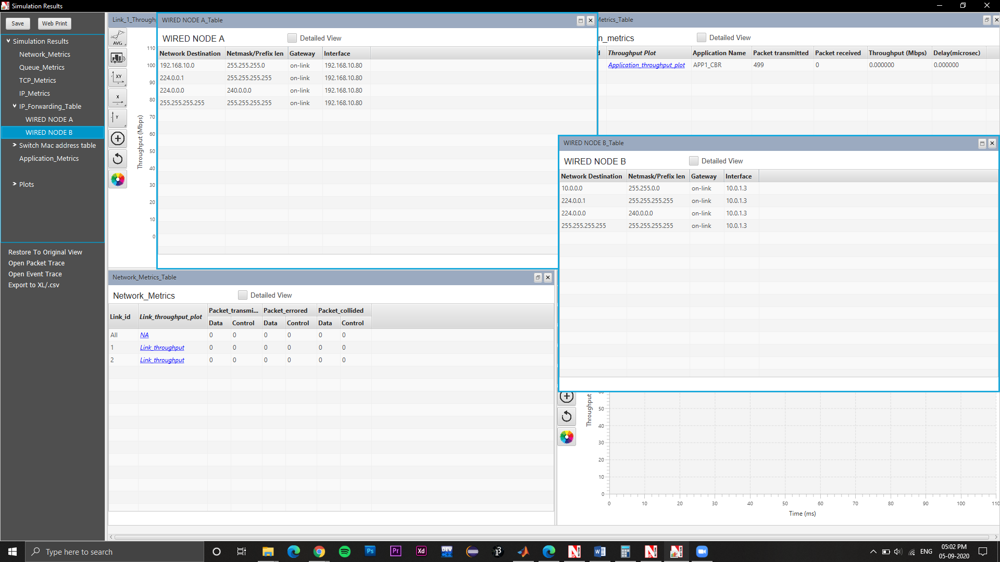 Simulation Results
Save
Web Print
Simulation Results
Network_Metrics
Queue_Metrics
TCP_Metrics
IP_Metrics
IP_Forwarding_Table
WIRED NODE A
WIRED NODE B
Switch Mac address table
Application_Metrics
Plots
Restore To Original View
Open Packet Trace
Open Event Trace
Export to XL/.csv
Link_1_Through
AVG
XY
X
Y
Throughput (Mbps)
110
100
90
80
70
60
50
40
30
20
10
0
WIRED NODE A_Table
WIRED NODE A
Detailed View
Network Destination Netmask/Prefix len Gateway Interface
192.168.10.0 255.255.255.0 on-link 192.168.10.80
224.0.0.1 255.255.255.255 on-link 192.168.10.80
224.0.0.0 240.0.0.0 on-link 192.168.10.80
255.255.255.255 255.255.255.255 on-link 192.168.10.80
Metrics_Table
n_metrics
Detailed View
d Throughput Plot Application Name Packet transmitted Packet received Throughput (Mbps) Delay(microsec)
Application_throughput_plot APP1_CBR 499 0 0.000000 0.000000
WIRED NODE B_Table
WIRED NODE B
Detailed View
Network Destination Netmask/Prefix len Gateway Interface
10.0.0.0 255.255.0.0 on-link 10.0.1.3
224.0.0.1 255.255.255.255 on-link 10.0.1.3
224.0.0.0 240.0.0.0 on-link 10.0.1.3
255.255.255.255 255.255.255.255 on-link 10.0.1.3
Network_Metrics_Table
Network_Metrics
Detailed View
Link_id Link_throughput_plot Packet_transmi... Packet_errored Packet_collided
Data Control Data Control Data Control
All NA 0 0 0 0 0 0
1 Link_throughput 0 0 0 0 0 0
2 Link_throughput 0 0 0 0 0 0
Throughput
60
50
40
30
20
10
0
0 10 20 30 40 50 60 70 80 90 100 110
Time (ms)
Type here to search
Ps
Pr
Xd
DEV
ENG
05:02 PM
05-09-2020